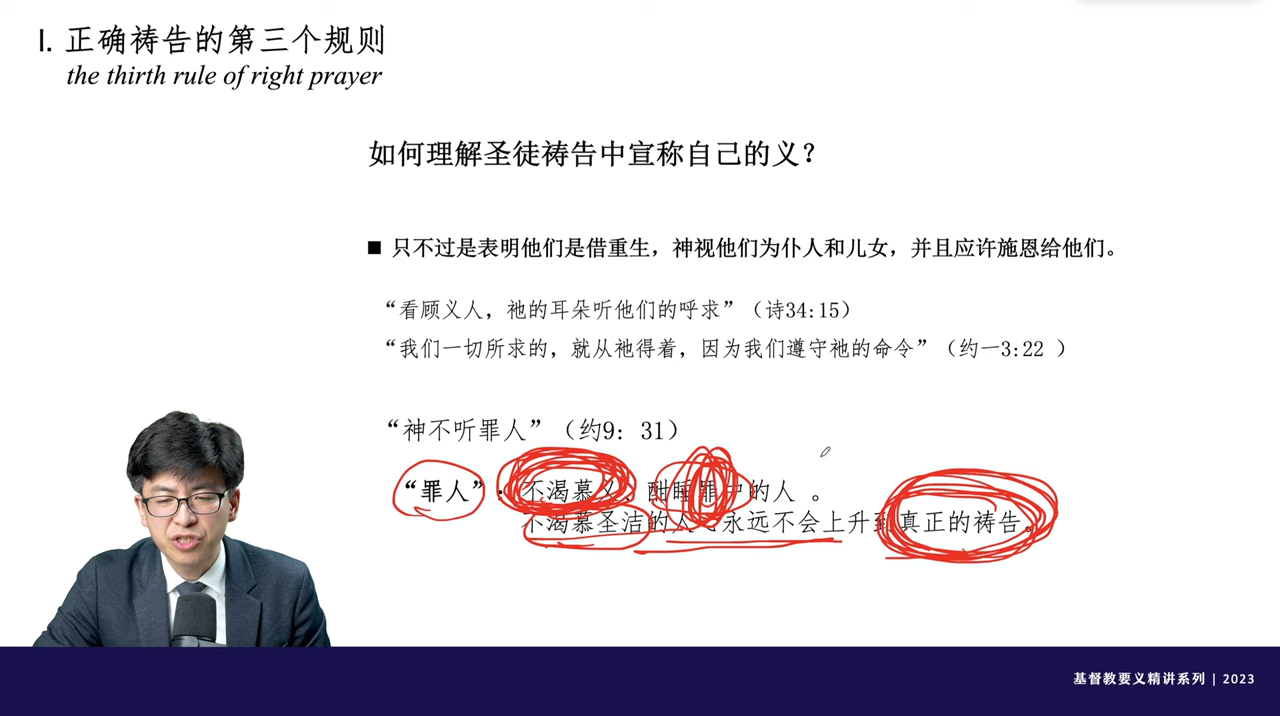 I. 正确祷告的第三个规则
the thirth rule of right prayer
如何理解圣徒祷告中宣称自己的义？
■ 只不过是表明他们是借重生，神视他们为仆人和儿女，并且应许施恩给他们。
“看顾义人，祂的耳朵听他们的呼求”（诗34:15）
“我们一切所求的，就从祂得着，因为我们遵守祂的命令”（约一3:22 ）
“神不听罪人”（约9: 31）
“罪人”：不渴慕义，酣睡罪中的人 。
不渴慕圣洁的人，永远不会上升到真正的祷告。
基督教要义精讲系列 | 2023